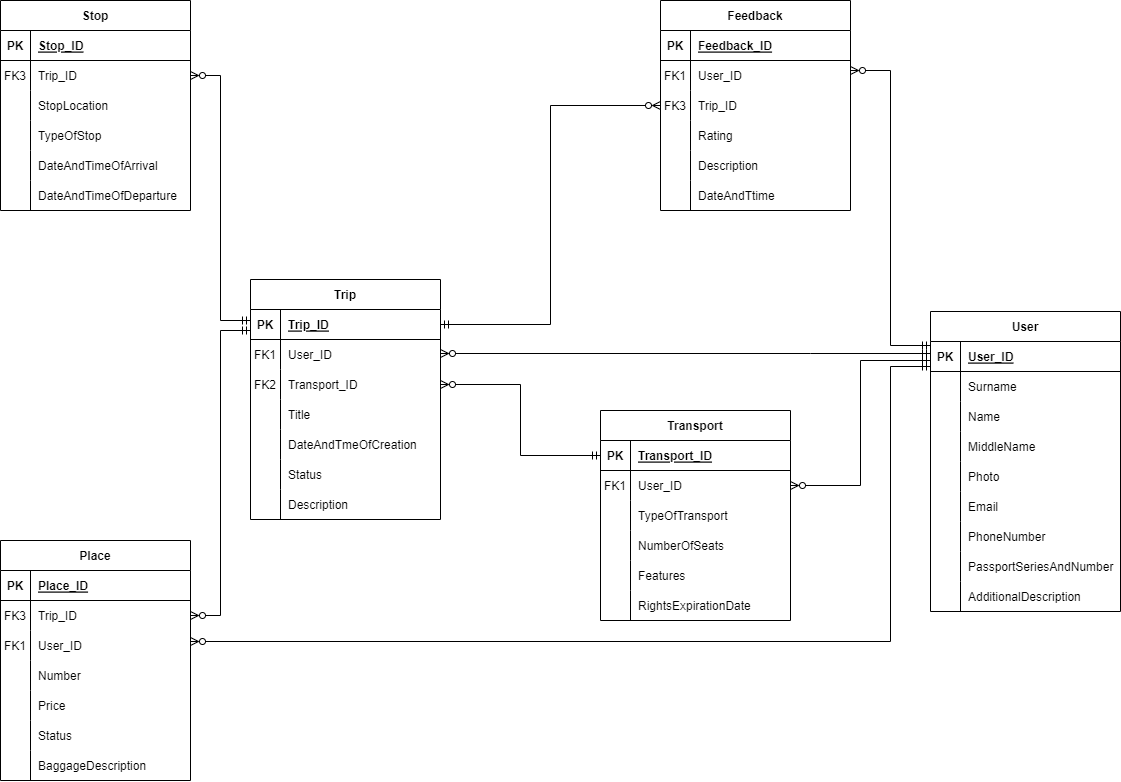 Stop
PK Stop_ID
FK3 Trip_ID
StopLocation
TypeOfStop
DateAndTimeOfArrival
DateAndTimeOfDeparture
Feedback
PK Feedback_ID
FK1 User_ID
FK3 Trip_ID
Rating
Description
DateAndTtime
Trip
PK Trip_ID
FK1 User_ID
FK2 Transport_ID
Title
DateAndTmeOfCreation
Status
Description
User
PK User_ID
Surname
Name
MiddleName
Photo
Email
PhoneNumber
PassportSeriesAndNumber
AdditionalDescription
Transport
PK Transport_ID
FK1 User_ID
TypeOfTransport
NumberOfSeats
Features
RightsExpirationDate
Place
PK Place_ID
FK3 Trip_ID
FK1 User_ID
Number
Price
Status
BaggageDescription